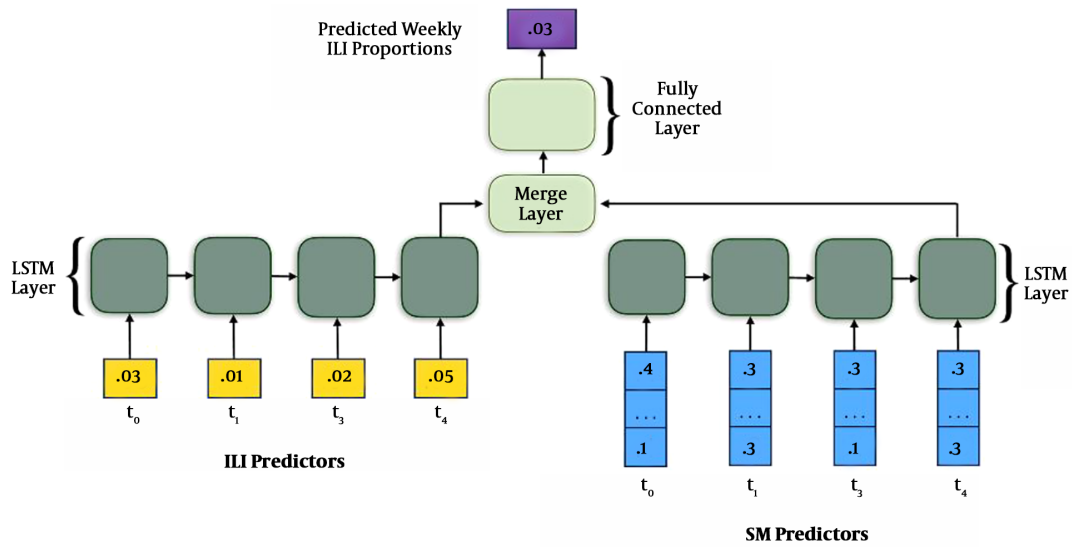 Predicted Weekly
ILI Proportions
.03
Fully
Connected
Layer
Merge
Layer
LSTM
Layer
LSTM
Layer
.03
.01
.02
.05
t₀
t₁
t₃
t₄
ILI Predictors
.4
.3
.3
.3
...
...
...
...
.1
.3
.1
.3
t₀
t₁
t₃
t₄
SM Predictors